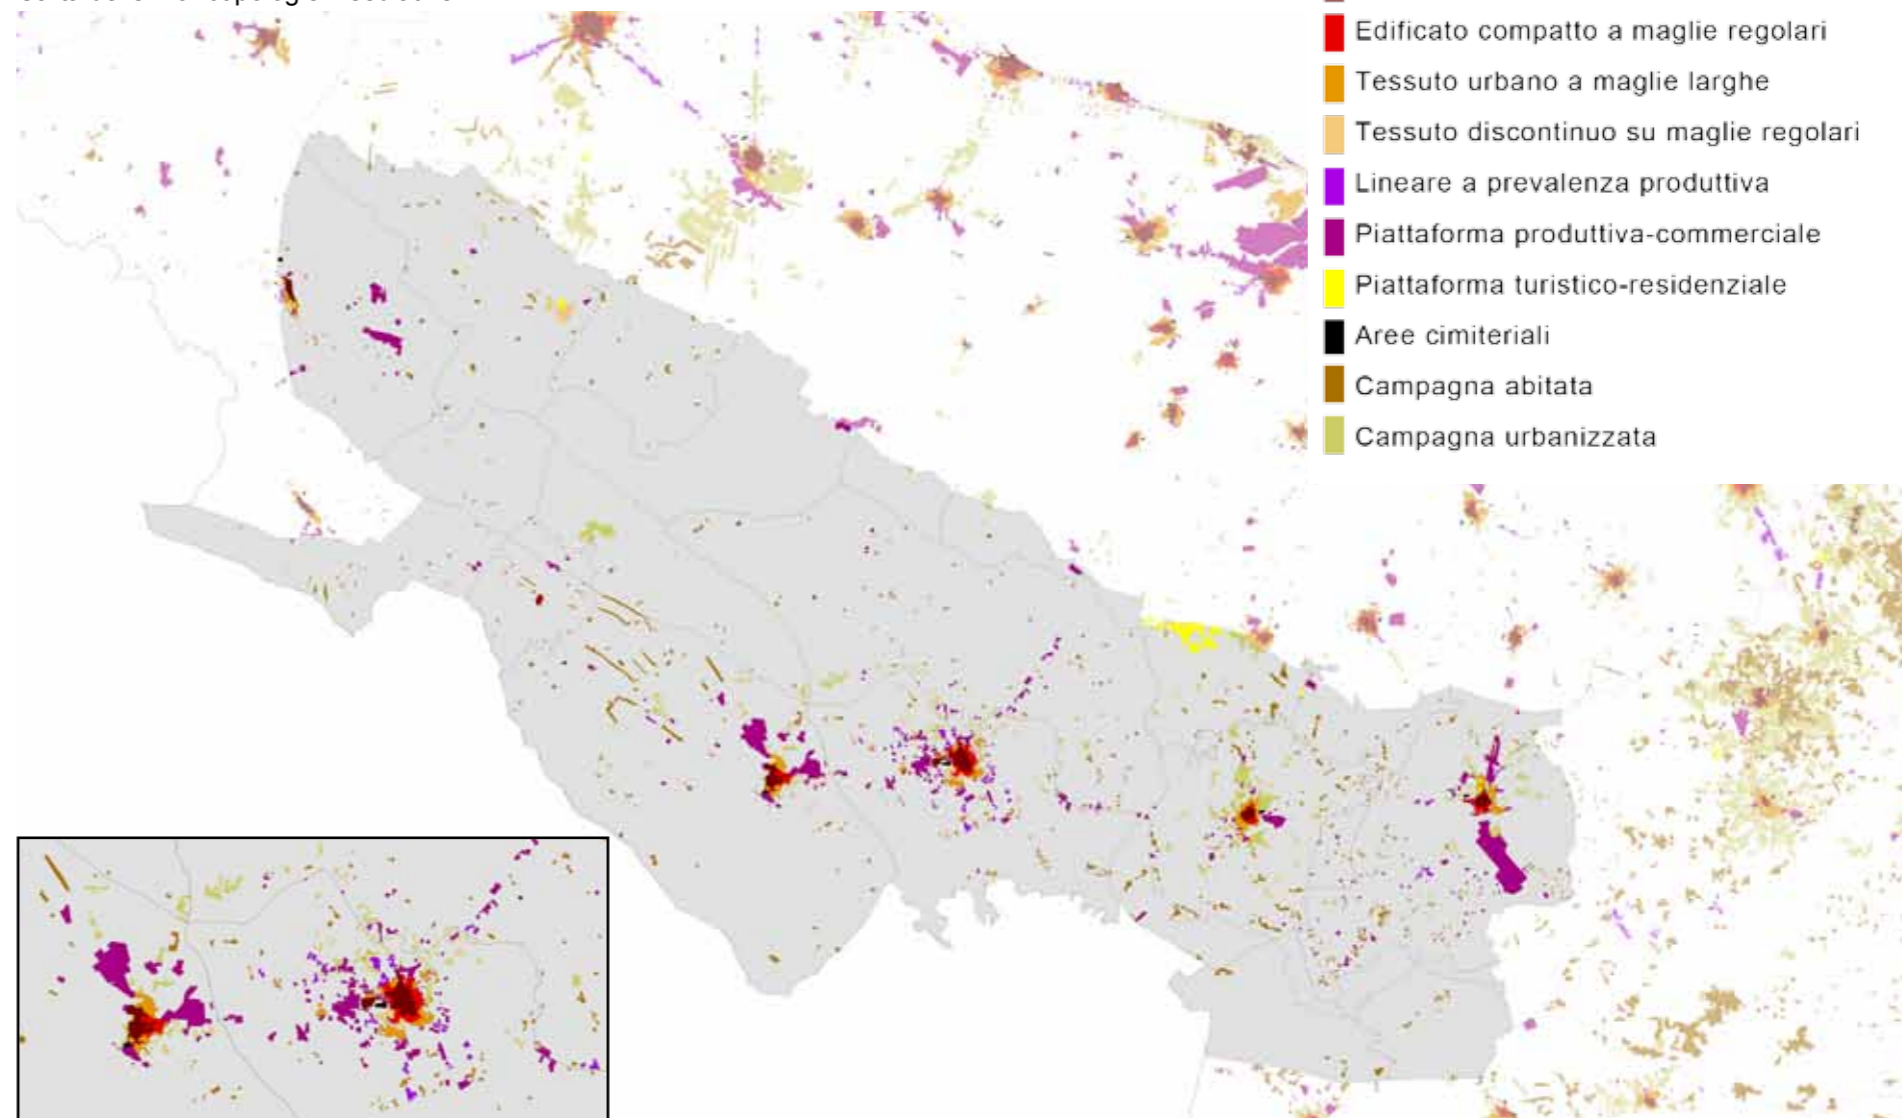 Edificato compatto a maglie regolari
Tessuto urbano a maglie larghe
Tessuto discontinuo su maglie regolari
Lineare a prevalenza produttiva
Piattaforma produttiva-commerciale
Piattaforma turistico-residenziale
Aree cimiteriali
Campagna abitata
Campagna urbanizzata